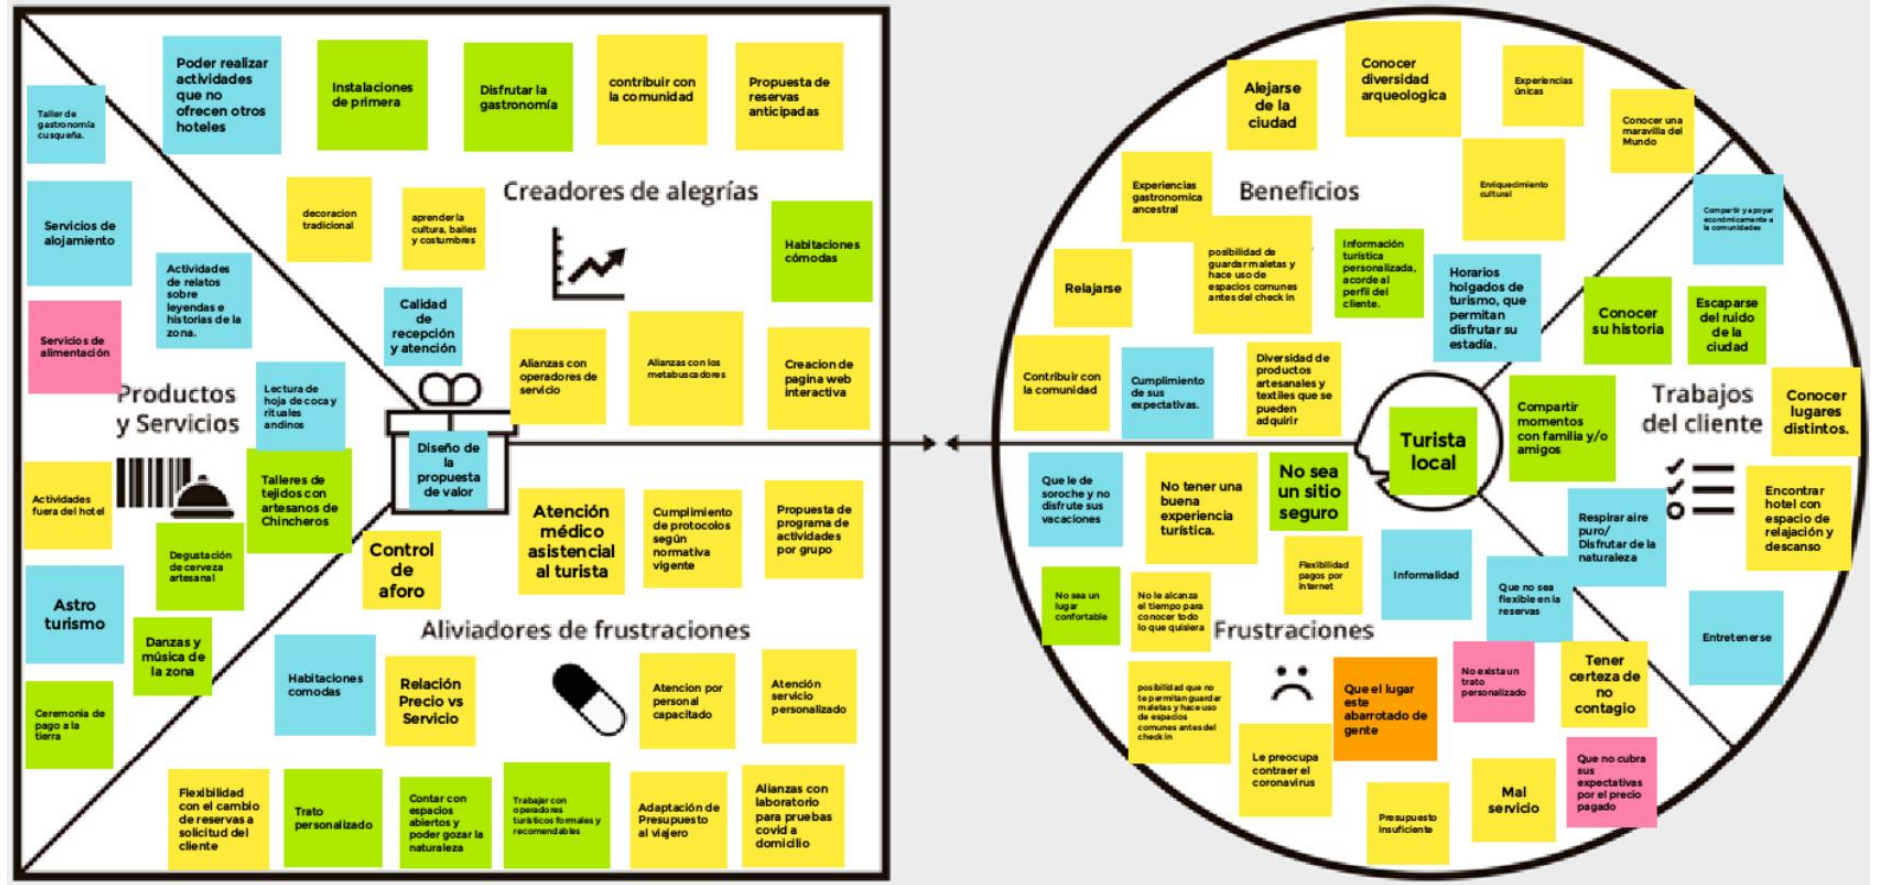 Taller de
gastronomía
cusqueña.
Poder realizar
actividades
que no
ofrecen otros
hoteles
Instalaciones
de primera
Disfrutar la
gastronomía
contribuir con
la comunidad
Propuesta de
reservas
anticipadas
Servicios de
alojamiento
decoracion
tradicional
aprender la
cultura, bailes
y costumbres
Creadores de alegrías
Habitaciones
cómodas
Actividades
de relatos
sobre
leyendas e
historias de la
zona.
Calidad
de
recepción
y atención
Servicios de
alimentación
Alianzas con
operadores de
servicio
Alianzas con los
metabuscadores
Creacion de
pagina web
interactiva
Productos
y Servicios
Lectura de
hoja de coca y
rituales
andinos
Diseño de
la
propuesta
de valor
Actividades
fuera del hotel
Talleres de
tejidos con
artesanos de
Chincheros
Degustación
de cerveza
artesanal
Astro
turismo
Danzas y
música de
la zona
Ceremonia de
pago a la
tierra
Control
de
aforo
Atención
médico
asistencial
al turista
Cumplimiento
de protocolos
según
normativa
vigente
Propuesta de
programa de
actividades
por grupo
Aliviadores de frustraciones
Habitaciones
comodas
Relación
Precio vs
Servicio
Atencion por
personal
capacitado
Atención
servicio
personalizado
Flexibilidad
con el cambio
de reservas a
solicitud del
cliente
Trato
personalizado
Contar con
espacios
abiertos y
poder gozar la
naturaleza
Trabajar con
operadores
turísticos formales y
recomendables
Adaptación de
Presupuesto
al viajero
Alianzas con
laboratorio
para pruebas
covid a
domicilio
Alejarse
de la
ciudad
Conocer
diversidad
arqueologica
Experiencias
únicas
Conocer una
maravilla del
Mundo
Experiencias
gastronomica
ancestral
Beneficios
Enriquecimiento
cultural
Relajarse
posibilidad de
guardar maletas y
hace uso de
espacios comunes
antes del check in
Información
turística
personalizada,
acorde al
perfil del
cliente.
Horarios
holgados de
turismo, que
permitan
disfrutar su
estadía.
Contribuir con
la comunidad
Cumplimiento
de sus
expectativas.
Diversidad de
productos
artesanales y
textiles que se
pueden
adquirir
Turista
local
Compartir y apoyar
económicamente a
la comunidades
Conocer
su historia
Escaparse
del ruido
de la
ciudad
Compartir
momentos
con familia y/o
amigos
Trabajos
del cliente
Conocer
lugares
distintos.
Respirar aire
puro/
Disfrutar de la
naturaleza
Encontrar
hotel con
espacio de
relajación y
descanso
Entretenerse
Que le de
soroche y no
disfrute sus
vacaciones
No tener una
buena
experiencia
turística.
No sea
un sitio
seguro
Flexibilidad
pagos por
internet
Informalidad
Que no sea
flexible en la
reservas
No sea un
lugar
confortable
No le alcanza
el tiempo para
conocer todo
lo que quisiera
Frustraciones
posibilidad que no
te permitan guardar
maletas y hace uso
de espacios
comunes antes del
check in
Le preocupa
contraer el
coronavirus
Que el lugar
este
abarrotado de
gente
No exista un
trato
personalizado
Tener
certeza de
no
contagio
Presupuesto
insuficiente
Mal
servicio
Que no cubra
sus
expectativas
por el precio
pagado